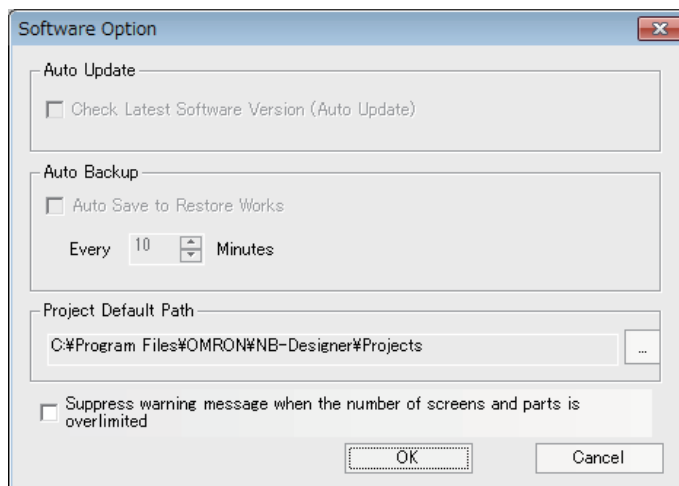 Software Option
Auto Update
Check Latest Software Version (Auto Update)
Auto Backup
Auto Save to Restore Works
Every 10 Minutes
Project Default Path
C:¥Program Files¥OMRON¥NB-Designer¥Projects
...
Suppress warning message when the number of screens and parts is
overlimited
OK Cancel